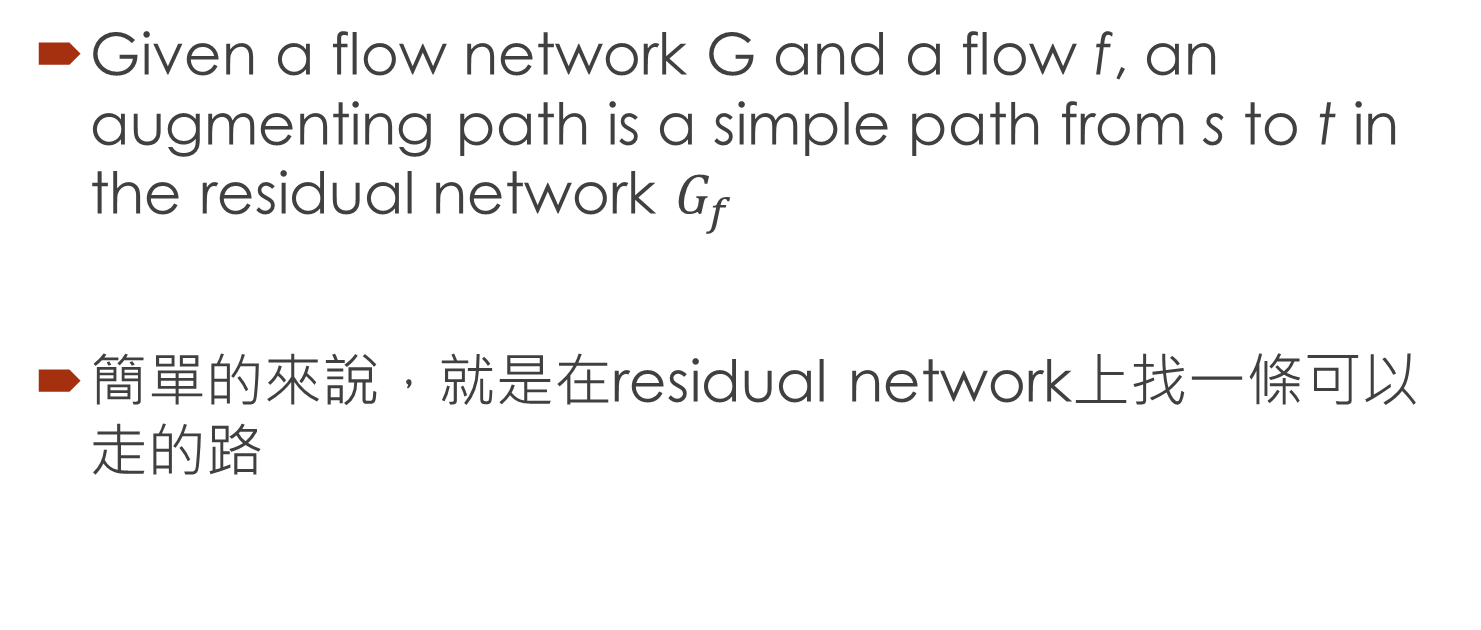 Given a flow network G and a flow f, an
augmenting path is a simple path from s to t in
the residual network G_f
簡單的來說，就是在residual network上找一條可以
走的路